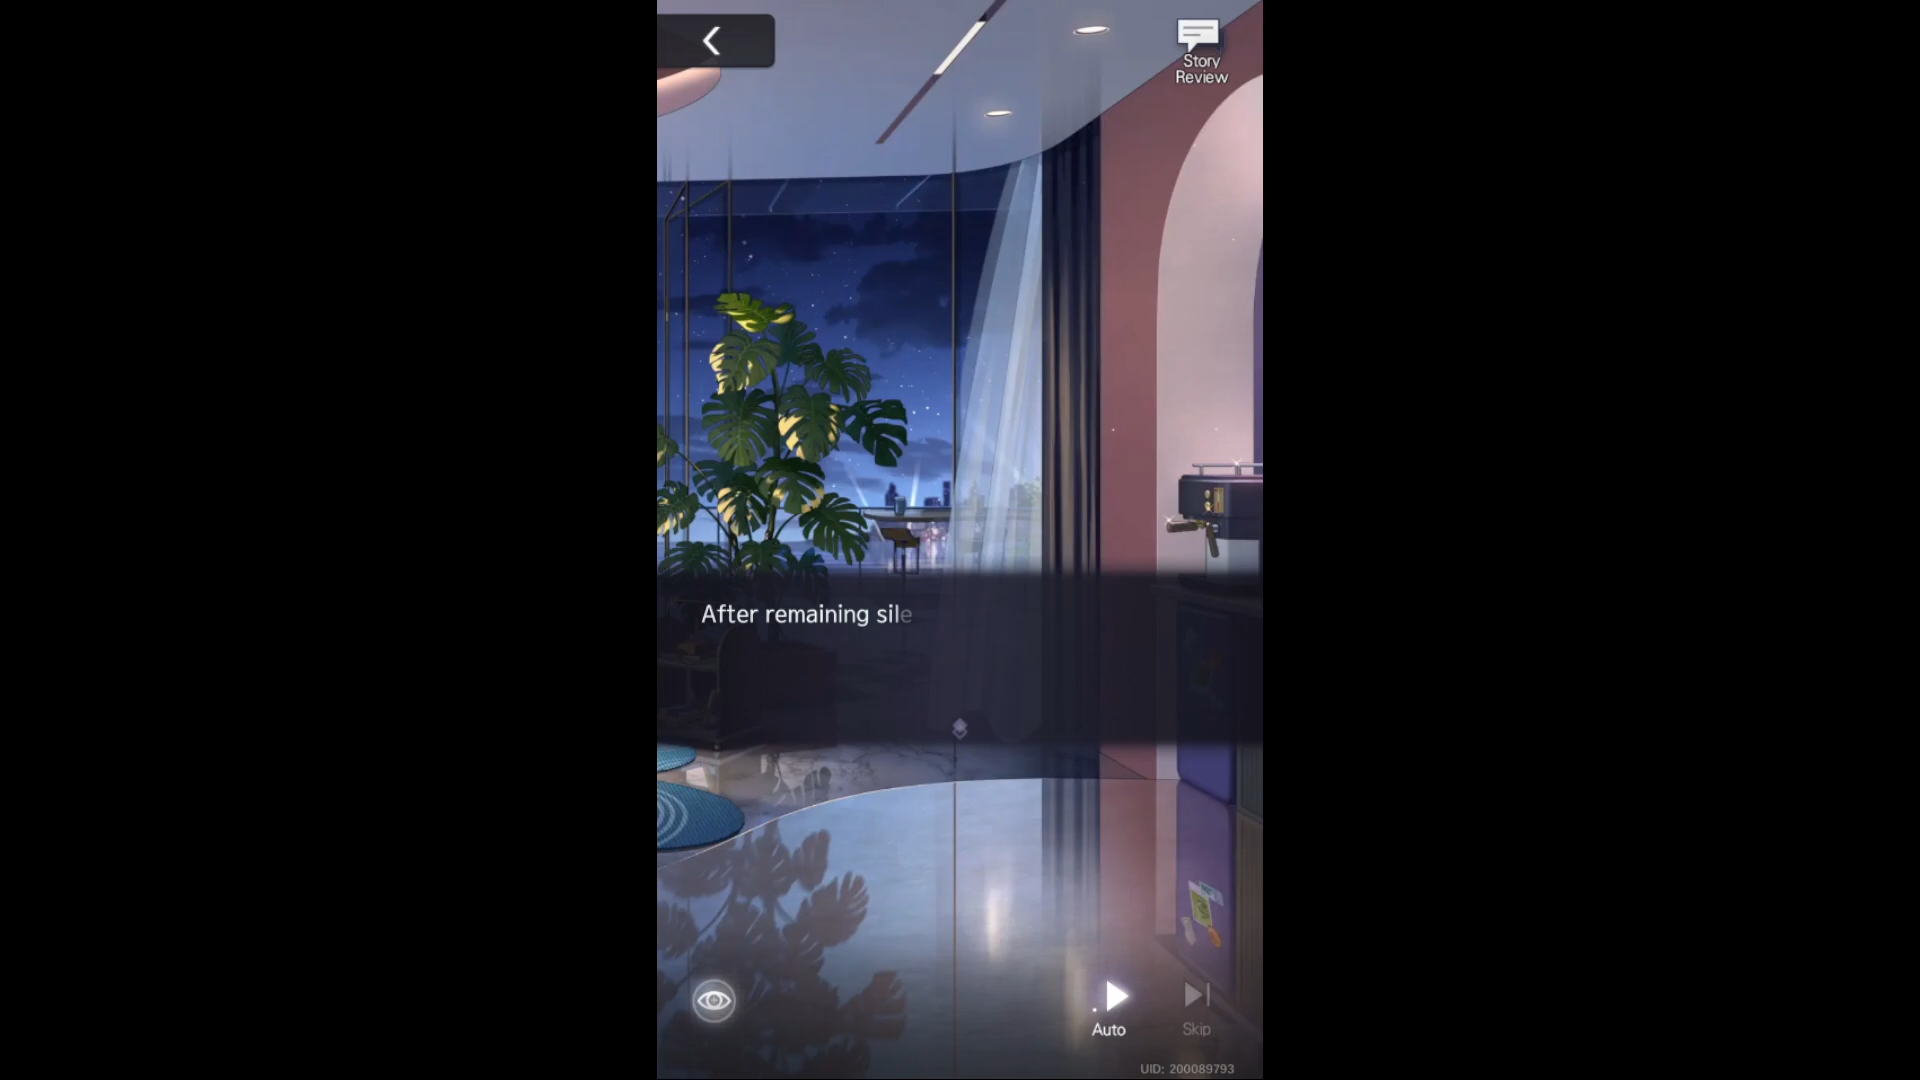 Story
Review
After remaining sile
Auto
Skip
UID: 200089793